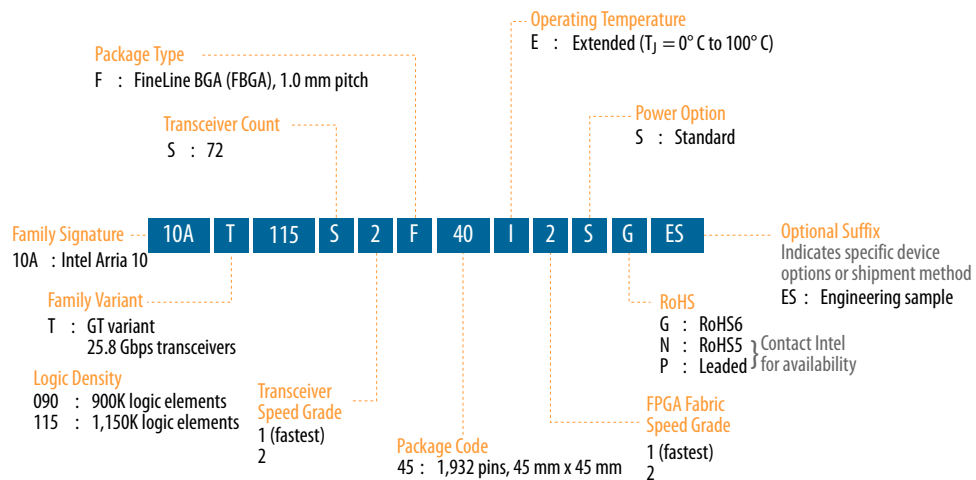 Operating Temperature
E : Extended (TJ = 0° C to 100° C)
Package Type
F : FineLine BGA (FBGA), 1.0 mm pitch
Power Option
S : Standard
Transceiver Count
S : 72
10A T 115 S 2 F 40 I 2 S G ES
Family Signature
10A : Intel Arria 10
Optional Suffix
Indicates specific device
options or shipment method
ES : Engineering sample
Family Variant
T : GT variant
25.8 Gbps transceivers
RoHS
G : RoHS6
N : RoHS5
P : Leaded
} Contact Intel
for availability
Logic Density
090 : 900K logic elements
115 : 1,150K logic elements
Transceiver
Speed Grade
1 (fastest)
2
Package Code
45 : 1,932 pins, 45 mm x 45 mm
FPGA Fabric
Speed Grade
1 (fastest)
2